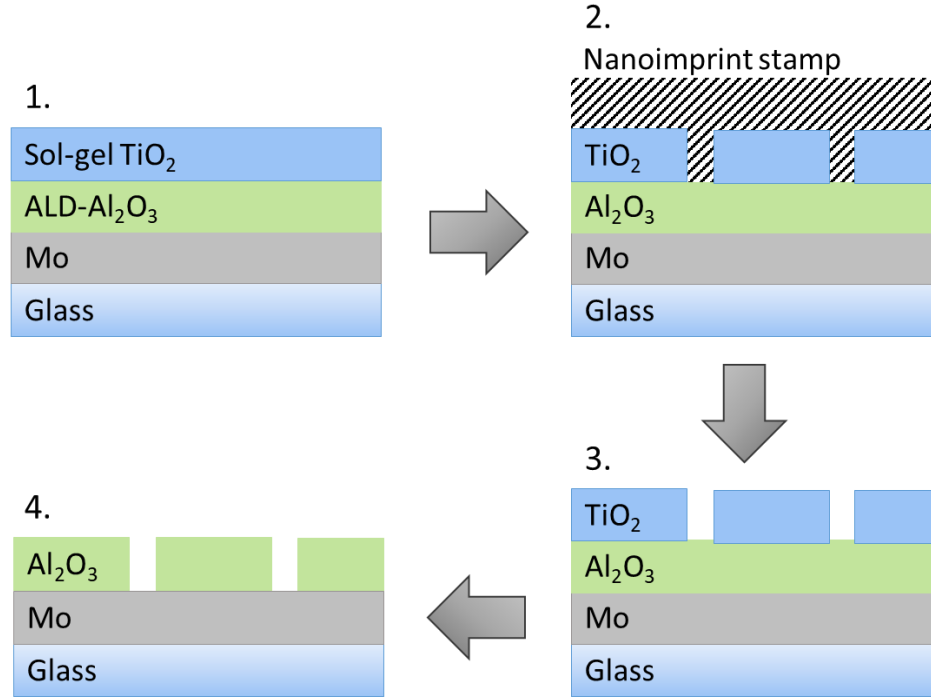 1.
Sol-gel TiO₂
ALD-Al₂O₃
Mo
Glass
2.
Nanoimprint stamp
TiO₂
Al₂O₃
Mo
Glass
3.
TiO₂
Al₂O₃
Mo
Glass
4.
Al₂O₃
Mo
Glass